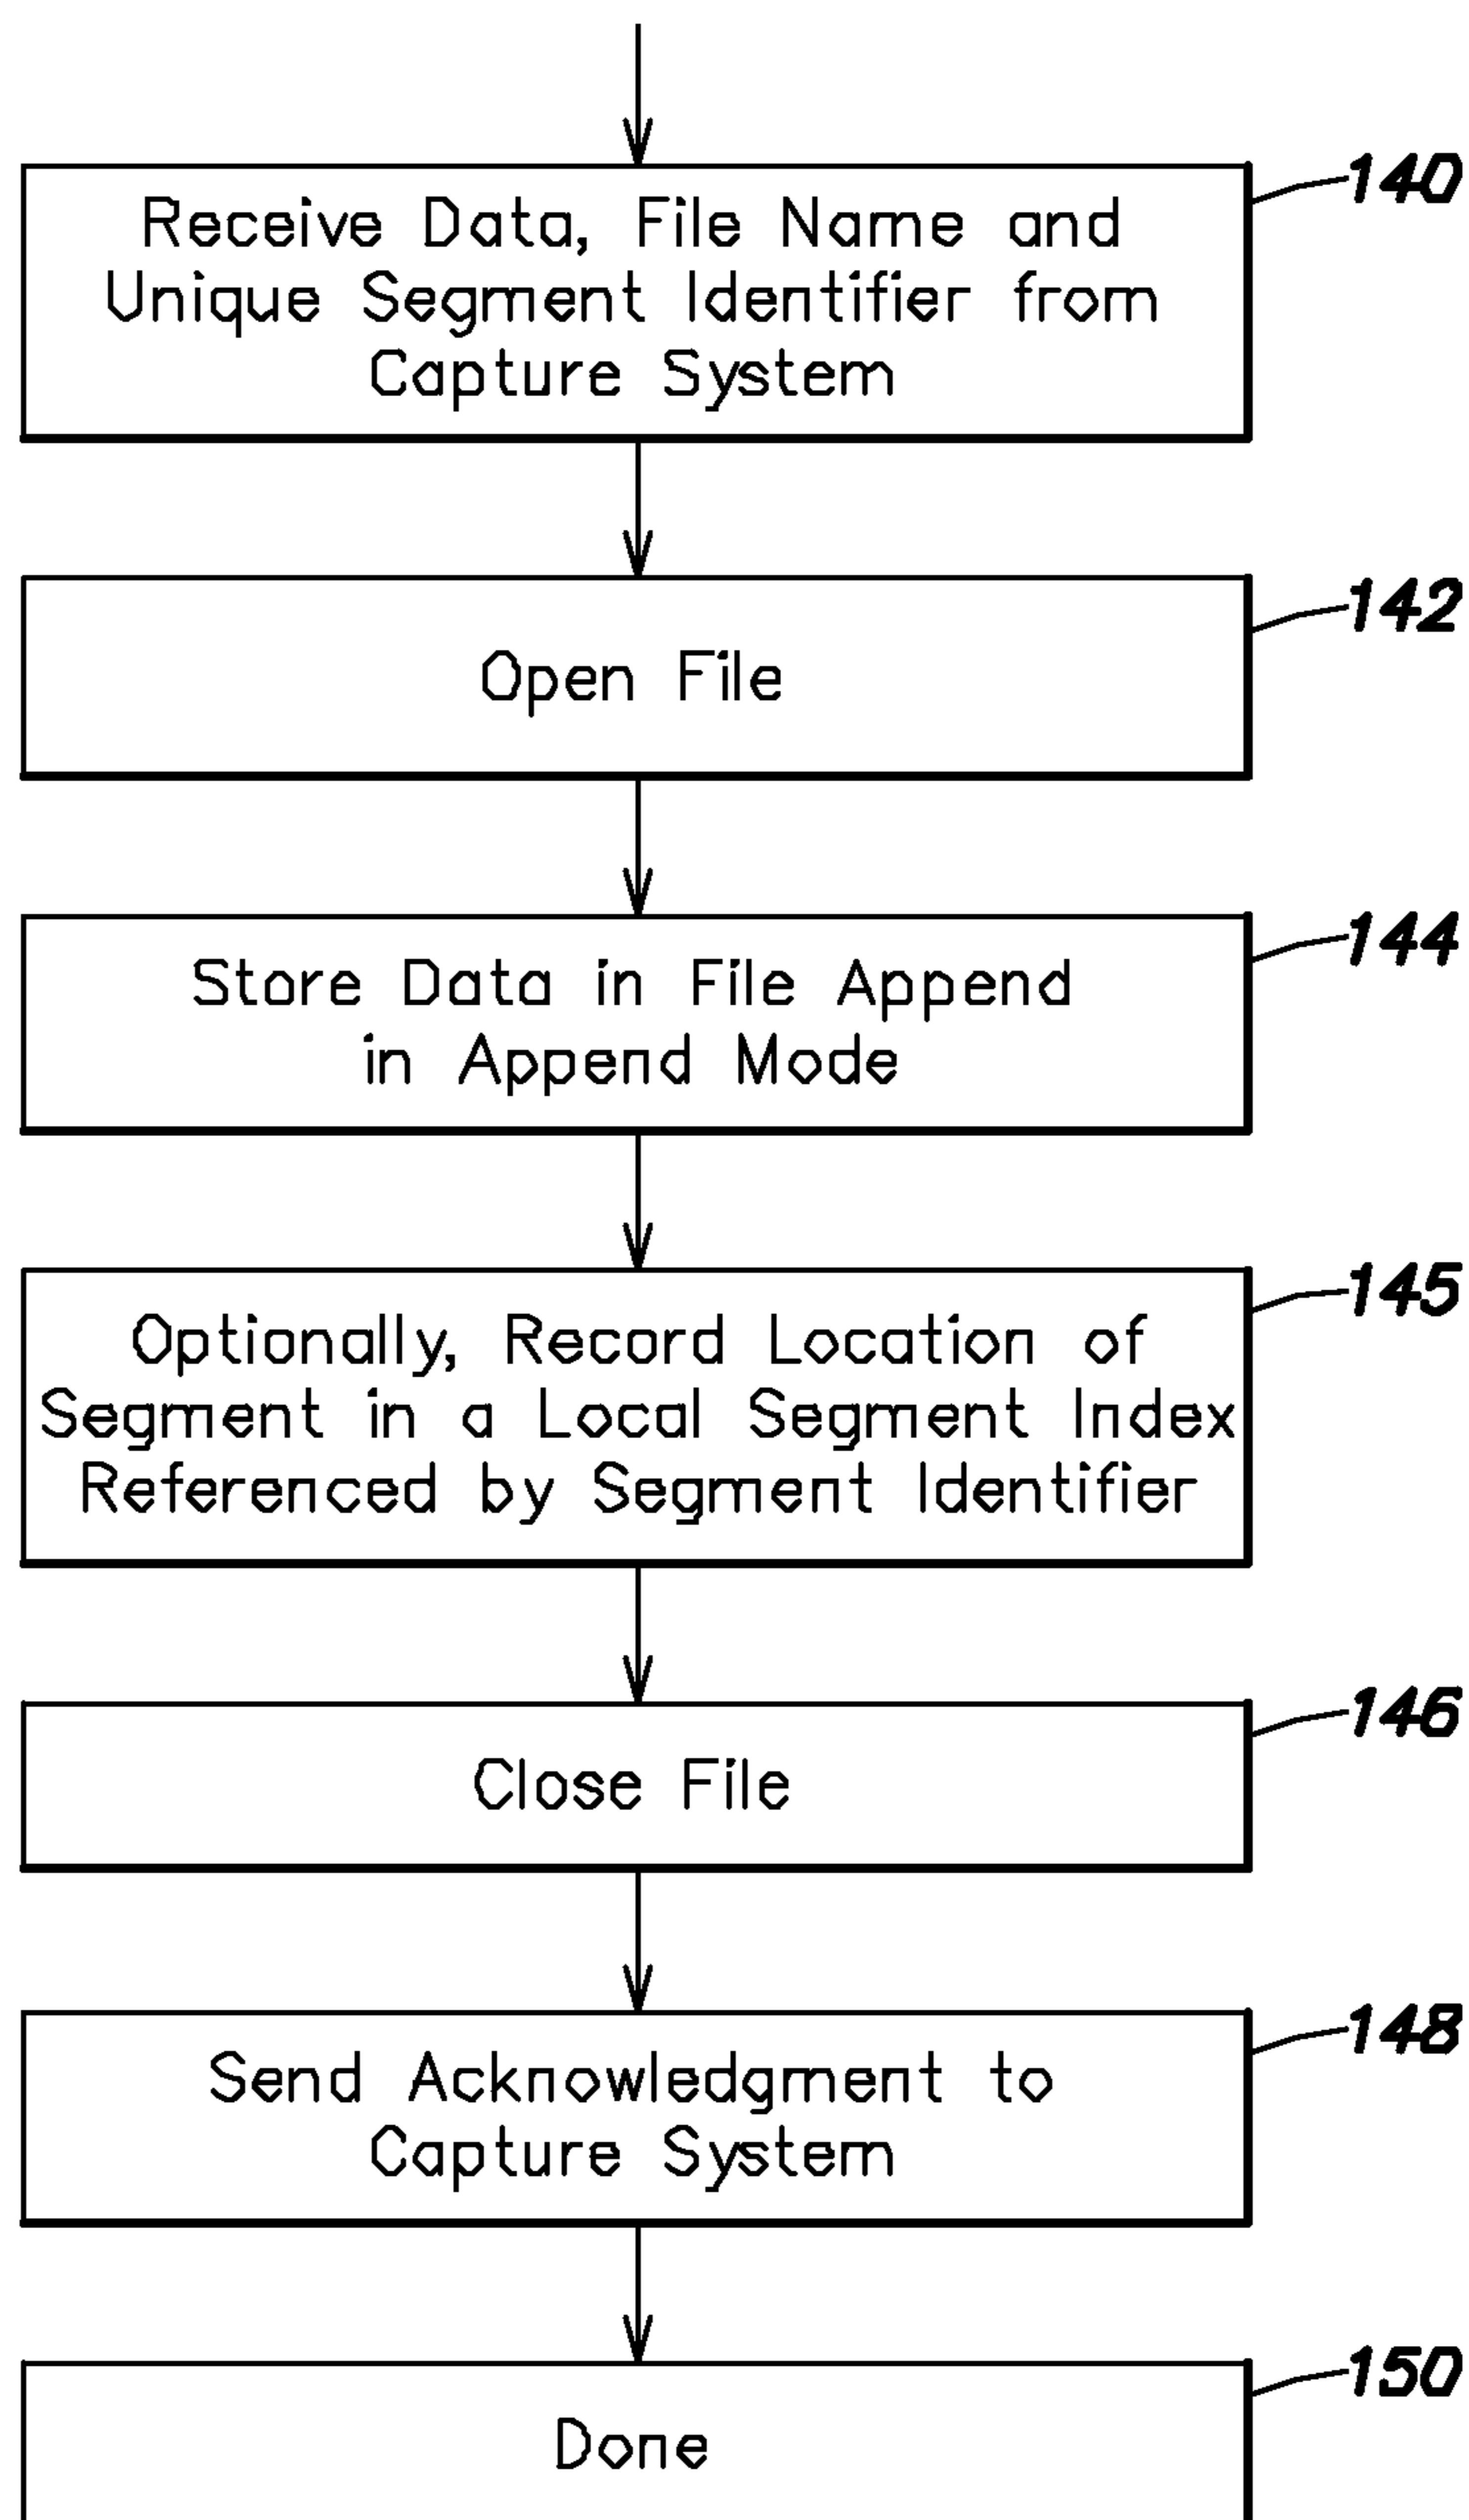 140
Receive Data, File Name and
Unique Segment Identifier from
Capture System
142
Open File
144
Store Data in File Append
in Append Mode
145
Optionally, Record Location of
Segment in a Local Segment Index
Referenced by Segment Identifier
146
Close File
148
Send Acknowledgment to
Capture System
150
Done